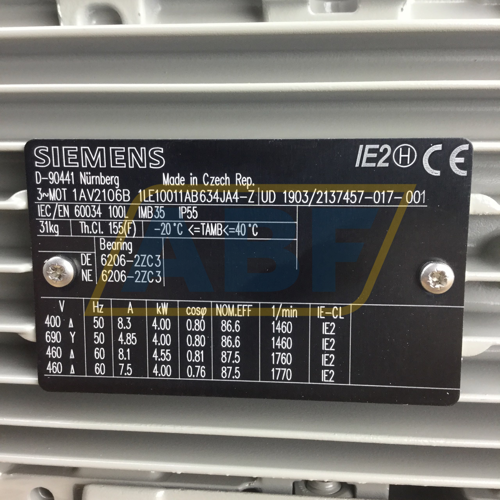 SIEMENS IE2 H CE
D-90441 Nürnberg Made in Czech Rep.
3~MOT 1AV2106B 1LE10011AB634JA4-Z UD 1903/2137457-017-001
IEC/EN 60034 100L IMB35 IP55
31kg Th.CL 155(F) -20°C <=TAMB<=40°C
Bearing
DE 6206-2ZC3
NE 6206-2ZC3
V Hz A kW cosφ NOM.EFF 1/min IE-CL
400 Δ 50 8.3 4.00 0.80 86.6 1460 IE2
690 Y 50 4.85 4.00 0.80 86.6 1460 IE2
460 Δ 60 8.1 4.55 0.81 87.5 1760 IE2
460 Δ 60 7.5 4.00 0.76 87.5 1770 IE2
ABF